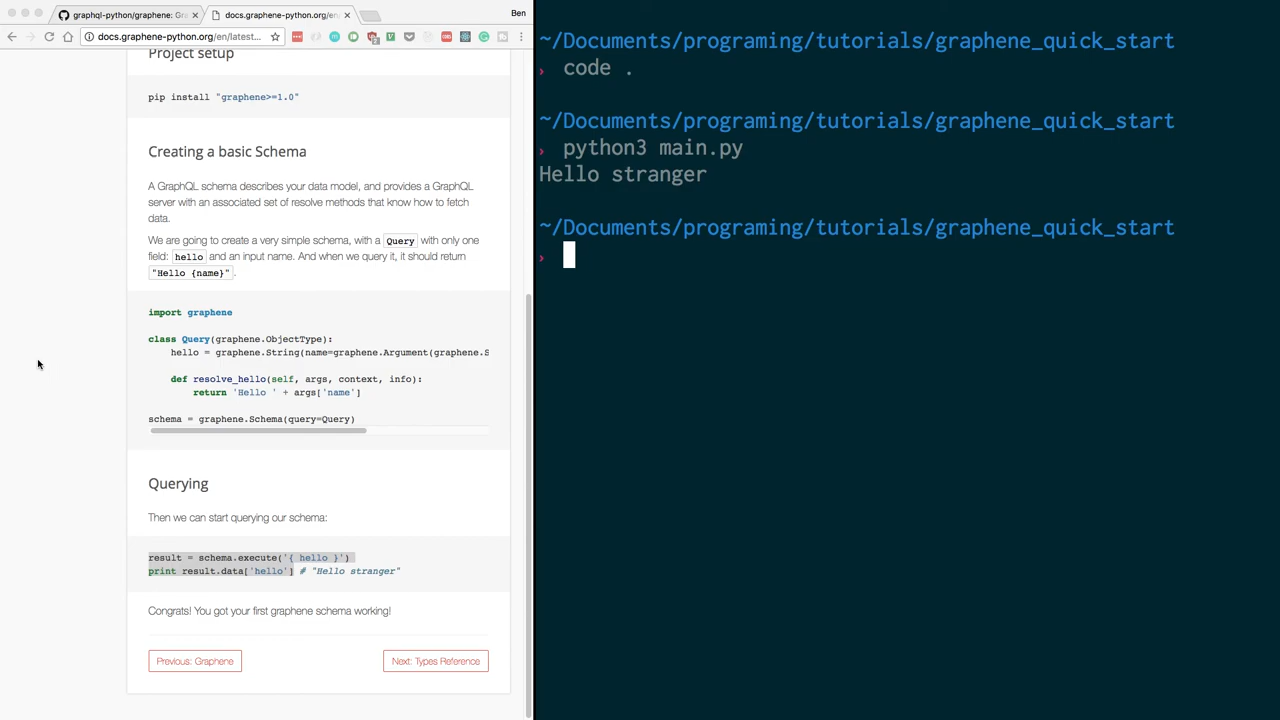 graphql-python/graphene: Gra
docs.graphene-python.org/en/
Ben
docs.graphene-python.org/en/latest...
Project setup
pip install "graphene>=1.0"
Creating a basic Schema
A GraphQL schema describes your data model, and provides a GraphQL
server with an associated set of resolve methods that know how to fetch
data.
We are going to create a very simple schema, with a Query with only one
field: hello and an input name. And when we query it, it should return
"Hello {name}" .
import graphene
class Query(graphene.ObjectType):
hello = graphene.String(name=graphene.Argument(graphene.S
def resolve_hello(self, args, context, info):
return 'Hello ' + args['name']
schema = graphene.Schema(query=Query)
Querying
Then we can start querying our schema:
result = schema.execute('{ hello }')
print result.data['hello'] # "Hello stranger"
Congrats! You got your first graphene schema working!
Previous: Graphene
Next: Types Reference
~/Documents/programing/tutorials/graphene_quick_start
› code .
~/Documents/programing/tutorials/graphene_quick_start
› python3 main.py
Hello stranger
~/Documents/programing/tutorials/graphene_quick_start
›